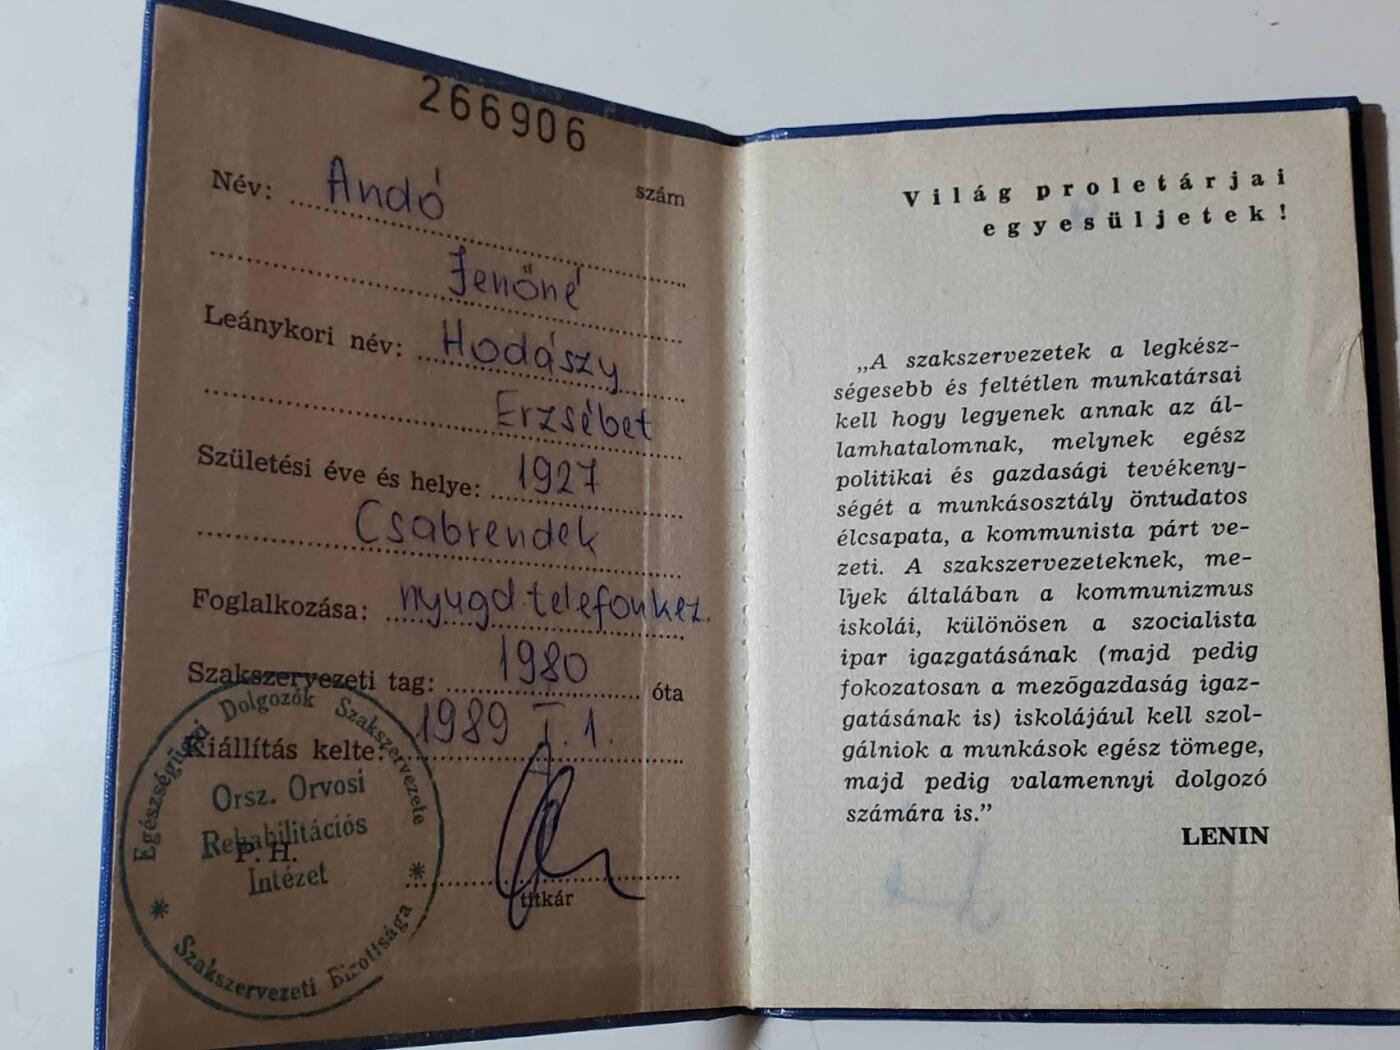 266906
szám
Név: Andó
Jenőné
Leánykori név: Hodászy
Erzsébet
Születési éve és helye: 1927
Csabrendek
Foglalkozása: nyugd. telefonkez.
Szakszervezeti tag: 1980 óta
Kiállítás kelte: 1989 I. 1.
P. H.
titkár
Egészségügyi Dolgozók Szakszervezete
Orsz. Orvosi
Rehabilitációs
Intézet
* Szakszervezeti Bizottsága *
Világ proletárjai
egyesüljetek!
„A szakszervezetek a legkész-
ségesebb és feltétlen munkatársai
kell hogy legyenek annak az ál-
lamhatalomnak, melynek egész
politikai és gazdasági tevékeny-
ségét a munkásosztály öntudatos
élcsapata, a kommunista párt ve-
zeti. A szakszervezeteknek, me-
lyek általában a kommunizmus
iskolái, különösen a szocialista
ipar igazgatásának (majd pedig
fokozatosan a mezőgazdaság igaz-
gatásának is) iskolájául kell szol-
gálniok a munkások egész tömege,
majd pedig valamennyi dolgozó
számára is.”
LENIN